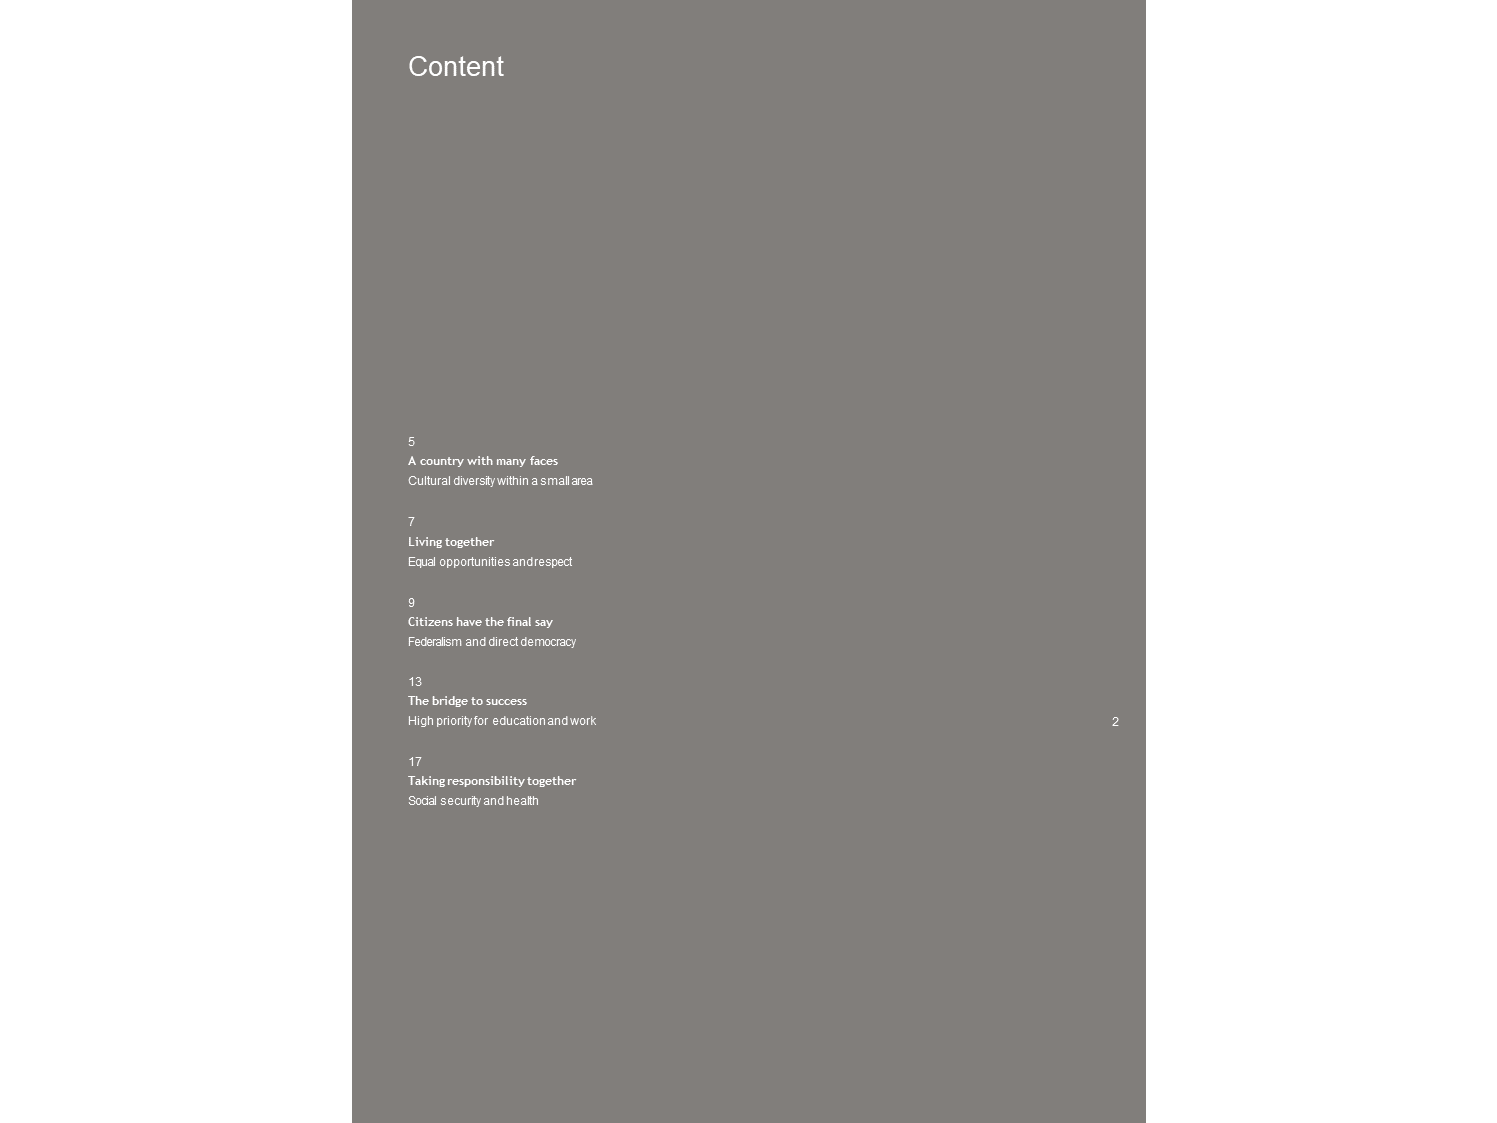 Content
5
A country with many faces
Cultural diversity within a small area
7
Living together
Equal opportunities and respect
9
Citizens have the final say
Federalism and direct democracy
13
The bridge to success
High priority for education and work
2
17
Taking responsibility together
Social security and health